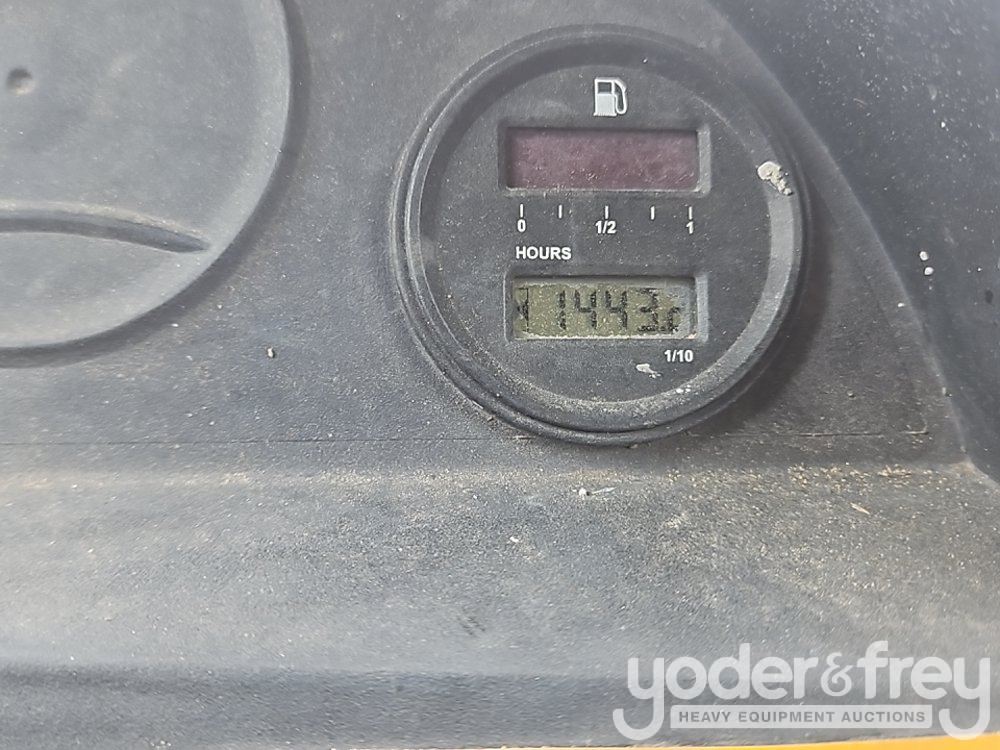 0 1/2 1
HOURS
1443
1/10
yoder&frey
HEAVY EQUIPMENT AUCTIONS